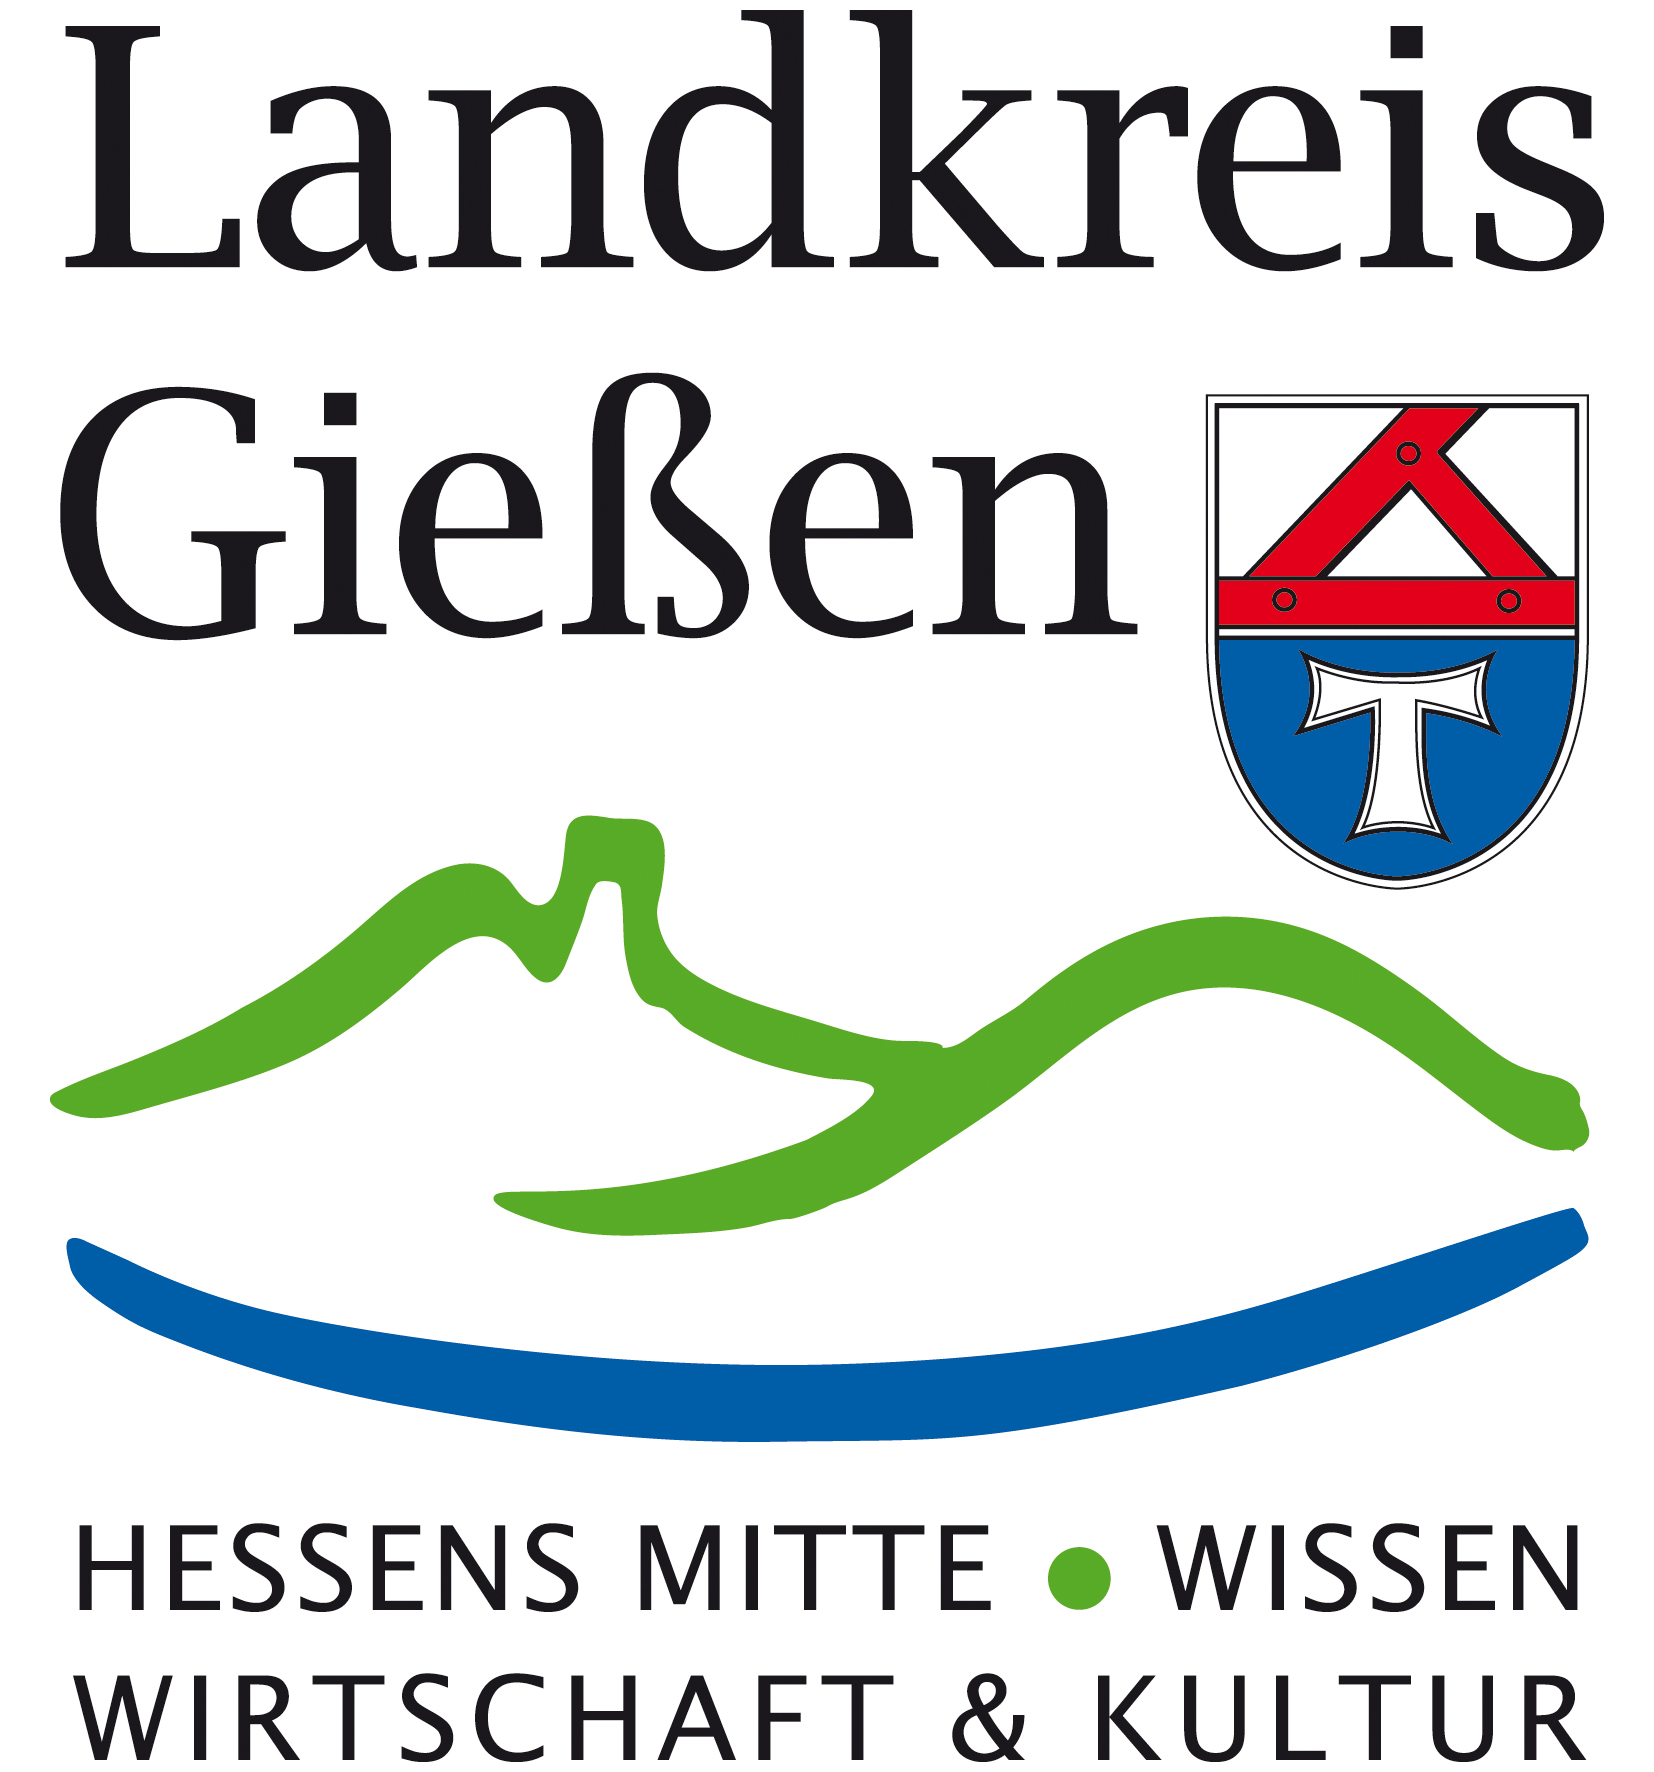 Landkreis
Gießen
HESSENS MITTE • WISSEN
WIRTSCHAFT & KULTUR